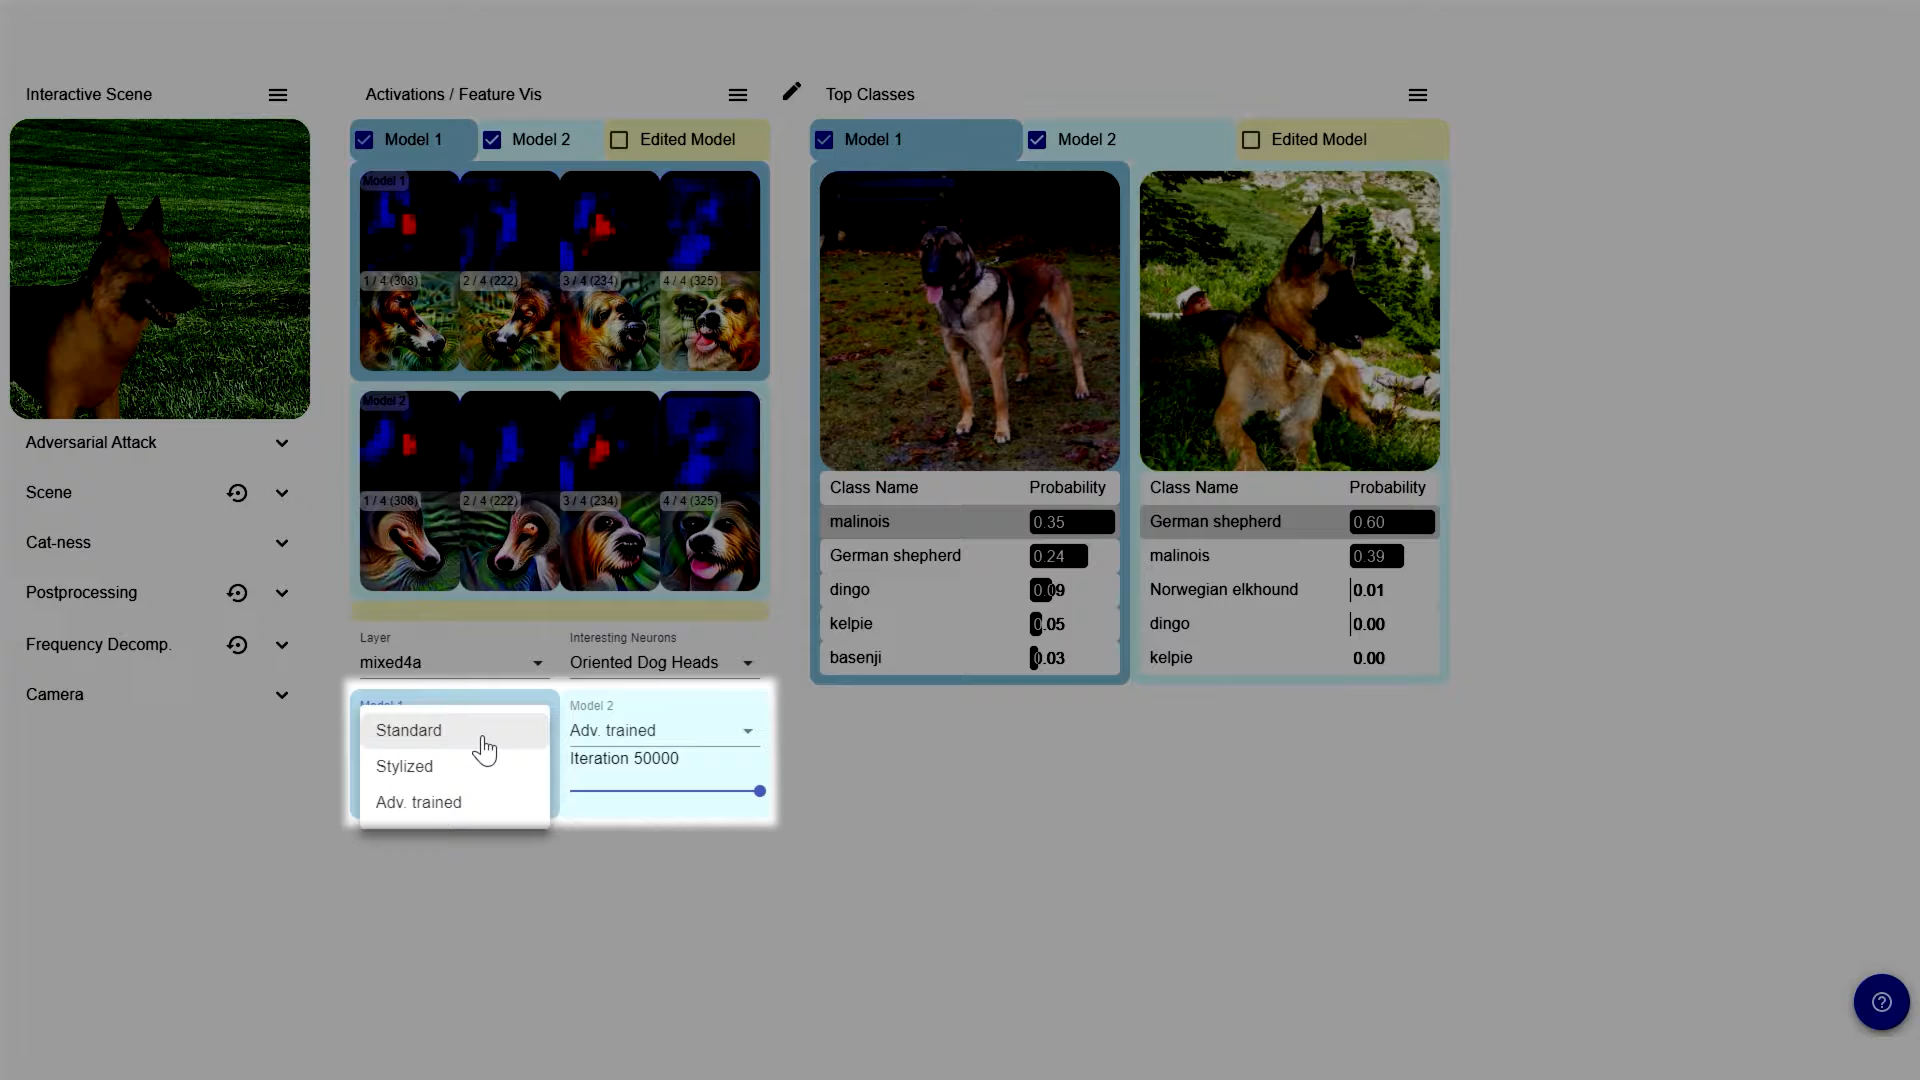 Interactive Scene
Adversarial Attack
Scene
Cat-ness
Postprocessing
Frequency Decomp.
Camera
Activations / Feature Vis
Model 1 Model 2 Edited Model
Model 1
1 / 4 (308) 2 / 4 (222) 3 / 4 (234) 4 / 4 (325)
Model 2
1 / 4 (308) 2 / 4 (222) 3 / 4 (234) 4 / 4 (325)
Layer Interesting Neurons
mixed4a Oriented Dog Heads
Model 1
Standard
Stylized
Adv. trained
Model 2
Adv. trained
Iteration 50000
Top Classes
Model 1 Model 2 Edited Model
Class Name Probability
malinois 0.35
German shepherd 0.24
dingo 0.09
kelpie 0.05
basenji 0.03
Class Name Probability
German shepherd 0.60
malinois 0.39
Norwegian elkhound 0.01
dingo 0.00
kelpie 0.00